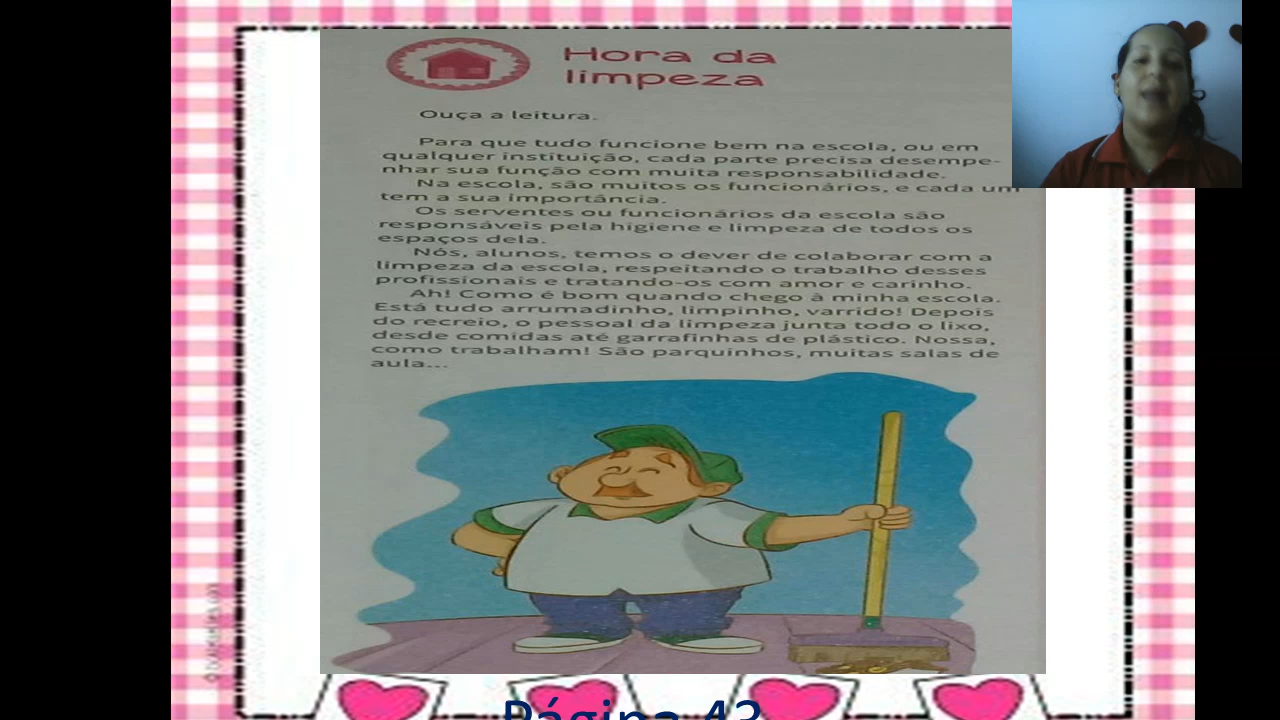 Hora da
limpeza
Ouça a leitura.
Para que tudo funcione bem na escola, ou em
qualquer instituição, cada parte precisa desempe-
nhar sua função com muita responsabilidade.
Na escola, são muitos os funcionários, e cada um
tem a sua importância.
Os serventes ou funcionários da escola são
responsáveis pela higiene e limpeza de todos os
espaços dela.
Nós, alunos, temos o dever de colaborar com a
limpeza da escola, respeitando o trabalho desses
profissionais e tratando-os com amor e carinho.
Ah! Como é bom quando chego à minha escola.
Está tudo arrumadinho, limpinho, varrido! Depois
do recreio, o pessoal da limpeza junta todo o lixo,
desde comidas até garrafinhas de plástico. Nossa,
como trabalham! São parquinhos, muitas salas de
aula...
Página 43